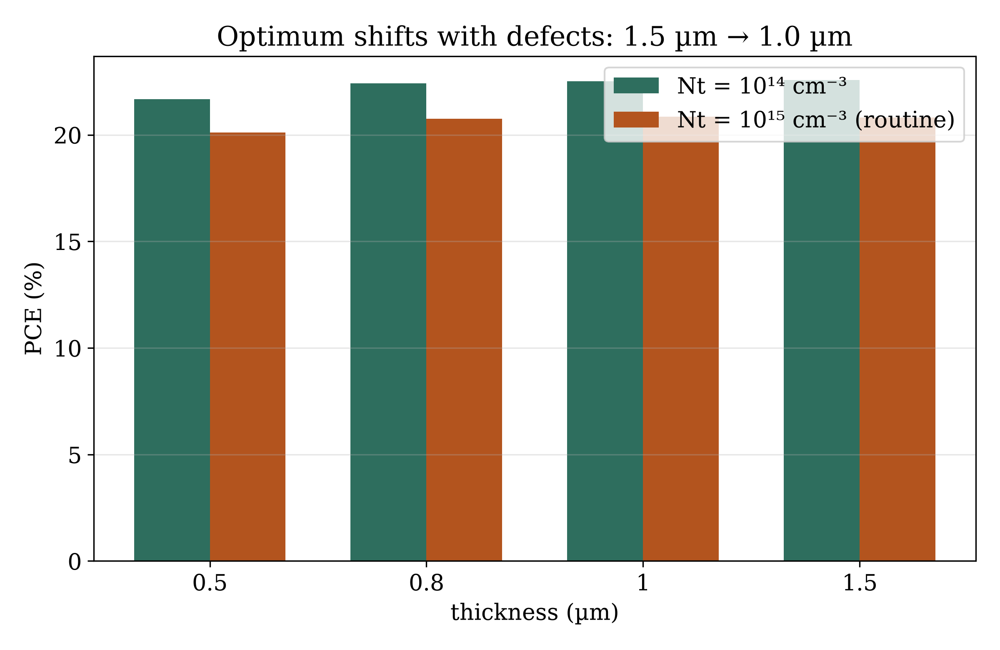 Optimum shifts with defects: 1.5 µm → 1.0 µm
Nt = 10¹⁴ cm⁻³
Nt = 10¹⁵ cm⁻³ (routine)
PCE (%)
20
15
10
5
0
0.5 0.8 1 1.5
thickness (µm)